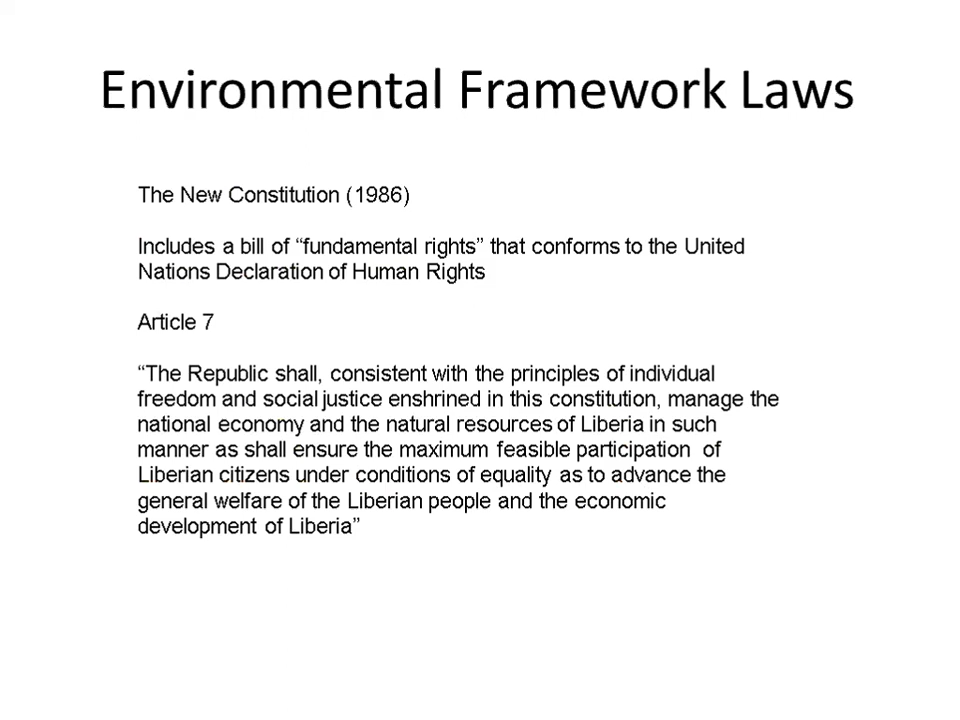 Environmental Framework Laws
The New Constitution (1986)
Includes a bill of “fundamental rights” that conforms to the United
Nations Declaration of Human Rights
Article 7
“The Republic shall, consistent with the principles of individual
freedom and social justice enshrined in this constitution, manage the
national economy and the natural resources of Liberia in such
manner as shall ensure the maximum feasible participation of
Liberian citizens under conditions of equality as to advance the
general welfare of the Liberian people and the economic
development of Liberia”